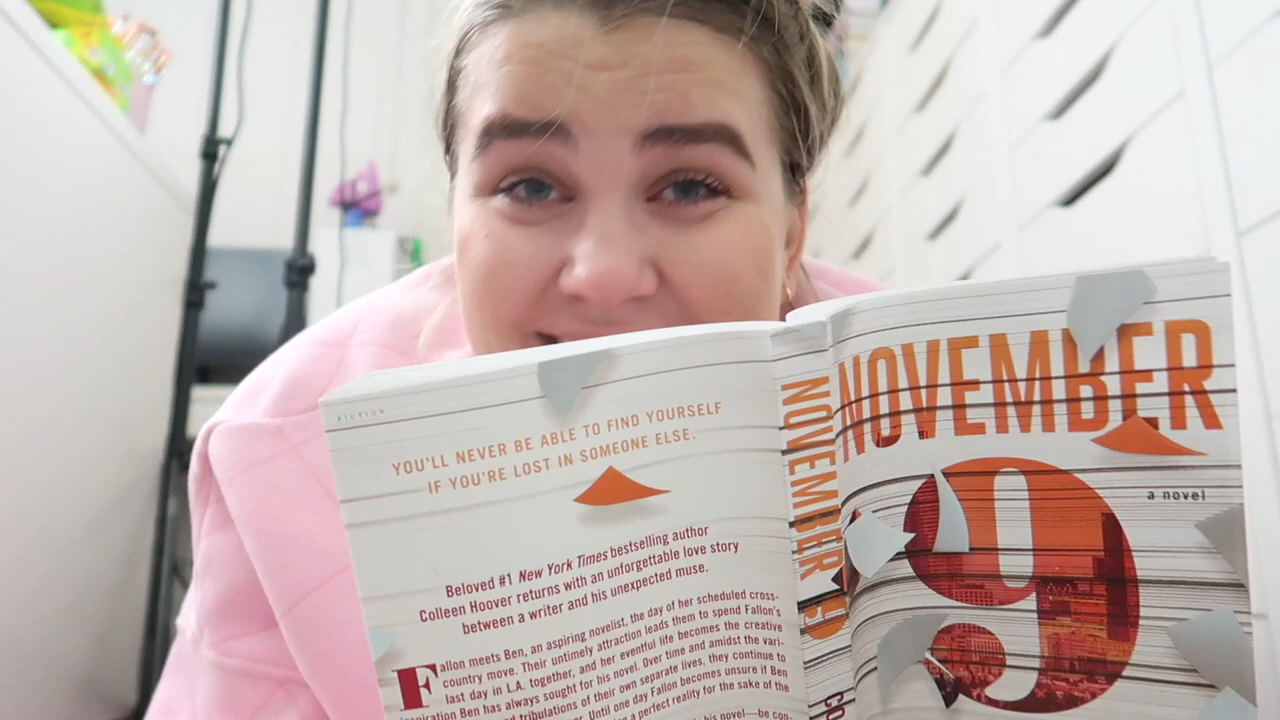 FICTION
YOU'LL NEVER BE ABLE TO FIND YOURSELF
IF YOU'RE LOST IN SOMEONE ELSE.
Beloved #1 New York Times bestselling author
Colleen Hoover returns with an unforgettable love story
between a writer and his unexpected muse.
Fallon meets Ben, an aspiring novelist, the day of her scheduled cross-
country move. Their untimely attraction leads them to spend Fallon's
last day in L.A. together, and her eventful life becomes the creative
inspiration Ben has always sought for his novel. Over time and amidst the vari-
tribulations of their own separate lives, they continue to
Until one day Fallon becomes unsure if Ben
a perfect reality for the sake of the
his novel—be con-
NOVEMBER 9
CO
NOVEMBER
9
a novel